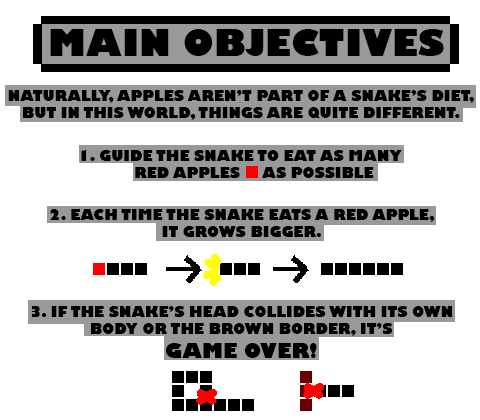 MAIN OBJECTIVES
NATURALLY, APPLES AREN'T PART OF A SNAKE'S DIET,
BUT IN THIS WORLD, THINGS ARE QUITE DIFFERENT.
1. GUIDE THE SNAKE TO EAT AS MANY
RED APPLES AS POSSIBLE
2. EACH TIME THE SNAKE EATS A RED APPLE,
IT GROWS BIGGER.
3. IF THE SNAKE'S HEAD COLLIDES WITH ITS OWN
BODY OR THE BROWN BORDER, IT'S
GAME OVER!